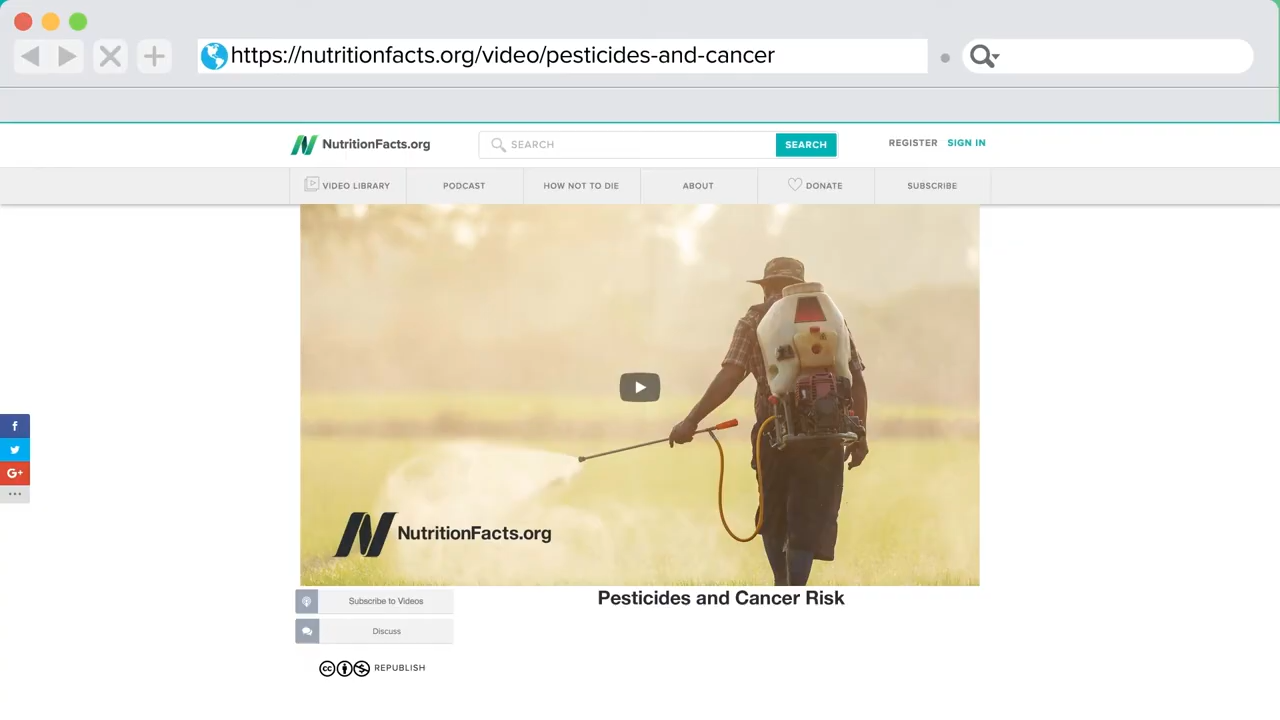 https://nutritionfacts.org/video/pesticides-and-cancer
NutritionFacts.org
SEARCH
SEARCH
REGISTER SIGN IN
VIDEO LIBRARY
PODCAST
HOW NOT TO DIE
ABOUT
DONATE
SUBSCRIBE
f
G+
NutritionFacts.org
Subscribe to Videos
Pesticides and Cancer Risk
Discuss
cc
REPUBLISH